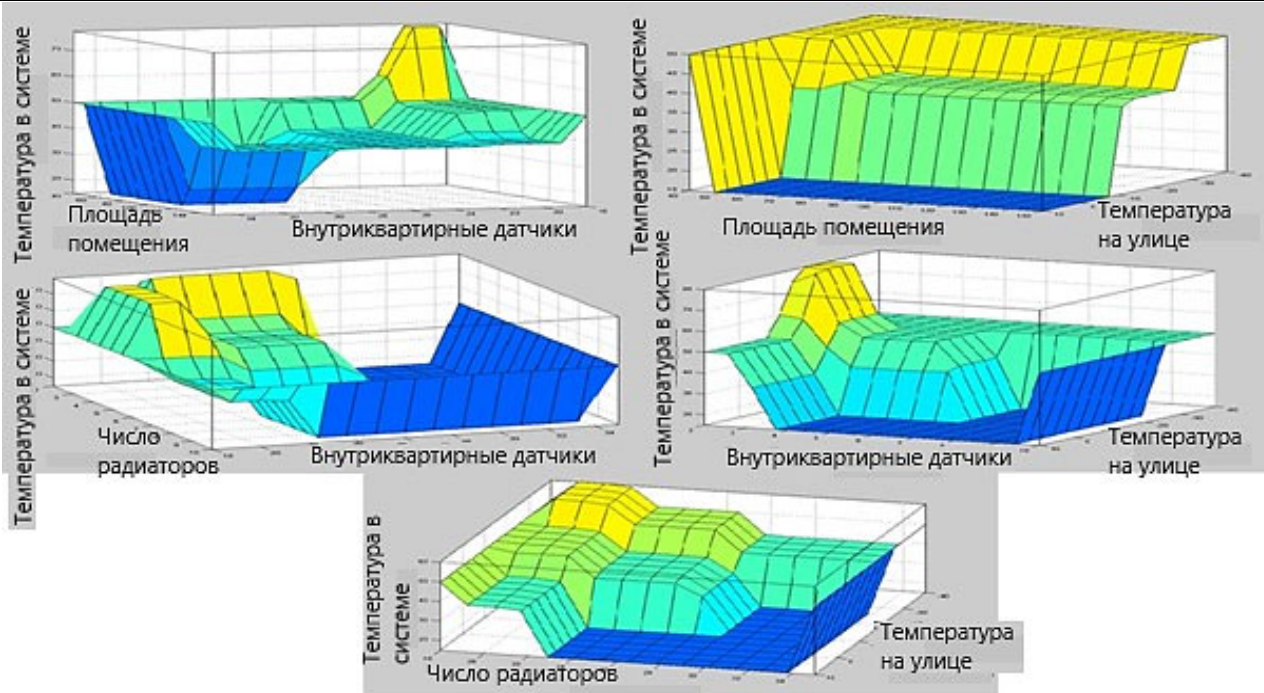 Температура в системе
Площадв
помещения
Внутриквартирные датчики
Температура в системе
Площадь помещения
Температура
на улице
Температура в системе
Число
радиаторов
Внутриквартирные датчики
Температура в системе
Внутриквартирные датчики
Температура
на улице
Температура в
системе
Число радиаторов
Температура
на улице